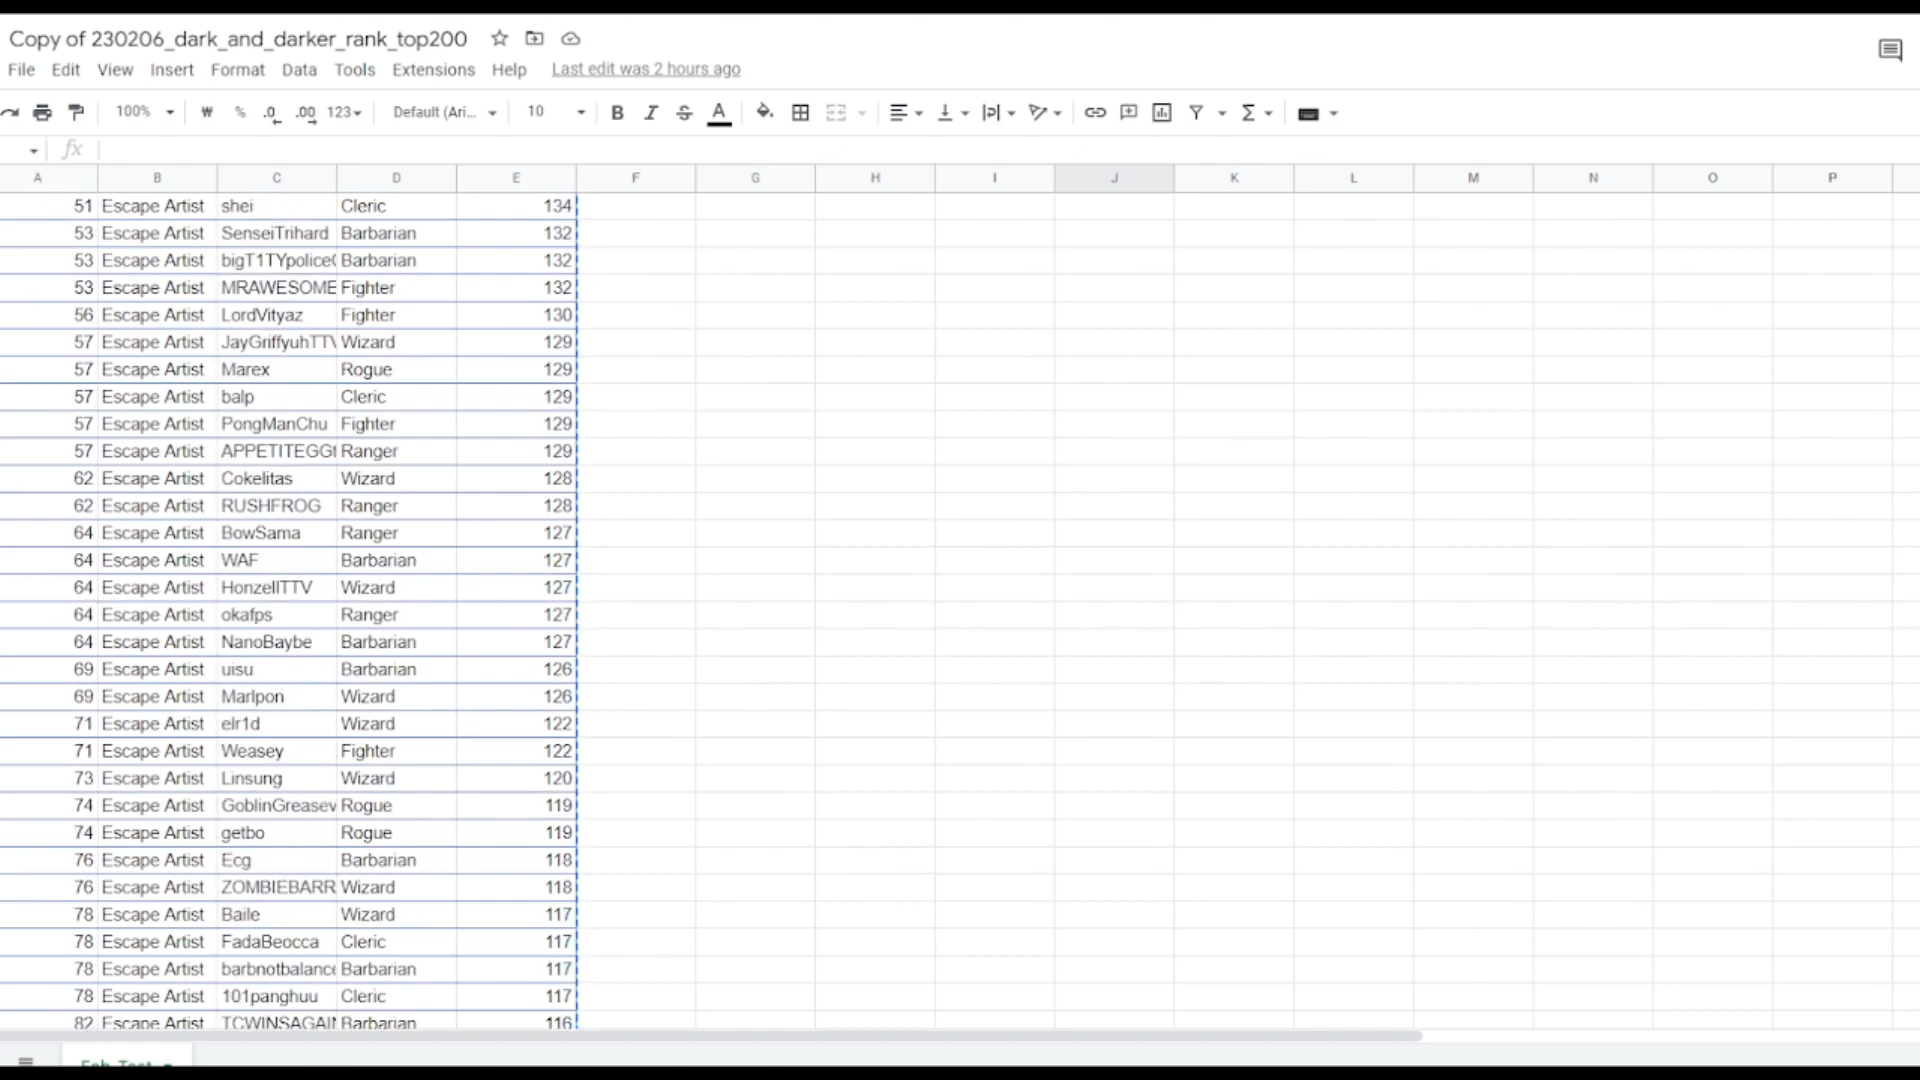 Copy of 230206_dark_and_darker_rank_top200
File Edit View Insert Format Data Tools Extensions Help Last edit was 2 hours ago
100% ₩ % .0 .00 123 Default (Ari... 10 B I S A
fx
A B C D E F G H I J K L M N O P
51 Escape Artist shei Cleric 134
53 Escape Artist SenseiTrihard Barbarian 132
53 Escape Artist bigT1TYpolice Barbarian 132
53 Escape Artist MRAWESOME Fighter 132
56 Escape Artist LordVityaz Fighter 130
57 Escape Artist JayGriffyuhTTV Wizard 129
57 Escape Artist Marex Rogue 129
57 Escape Artist balp Cleric 129
57 Escape Artist PongManChu Fighter 129
57 Escape Artist APPETITEGG Ranger 129
62 Escape Artist Cokelitas Wizard 128
62 Escape Artist RUSHFROG Ranger 128
64 Escape Artist BowSama Ranger 127
64 Escape Artist WAF Barbarian 127
64 Escape Artist HonzellTTV Wizard 127
64 Escape Artist okafps Ranger 127
64 Escape Artist NanoBaybe Barbarian 127
69 Escape Artist uisu Barbarian 126
69 Escape Artist Marlpon Wizard 126
71 Escape Artist elr1d Wizard 122
71 Escape Artist Weasey Fighter 122
73 Escape Artist Linsung Wizard 120
74 Escape Artist GoblinGreasev Rogue 119
74 Escape Artist getbo Rogue 119
76 Escape Artist Ecg Barbarian 118
76 Escape Artist ZOMBIEBARR Wizard 118
78 Escape Artist Baile Wizard 117
78 Escape Artist FadaBeocca Cleric 117
78 Escape Artist barbnotbalance Barbarian 117
78 Escape Artist 101panghuu Cleric 117
82 Escape Artist TCWINSAGAIN Barbarian 116